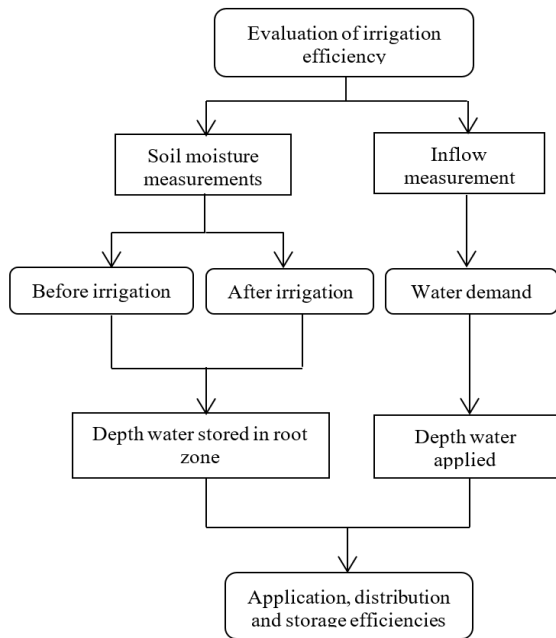 Evaluation of irrigation
efficiency
Soil moisture
measurements
Inflow
measurement
Before irrigation
After irrigation
Water demand
Depth water stored in root
zone
Depth water
applied
Application, distribution
and storage efficiencies